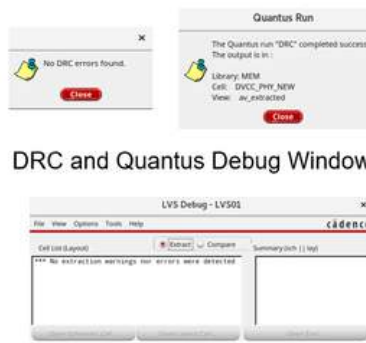 No DRC errors found.
Close
Quantus Run
The Quantus run "DRC" completed success
The output is in :
Library: MEM
Cell: DVCC_PHY_NEW
View: av_extracted
Close
DRC and Quantus Debug Window
LVS Debug - LVS01
File View Options Tools Help
cādence
Cell List (Layout)
Extract
Compare
Summary (sch || lay)
*** No extraction warnings nor errors were detected